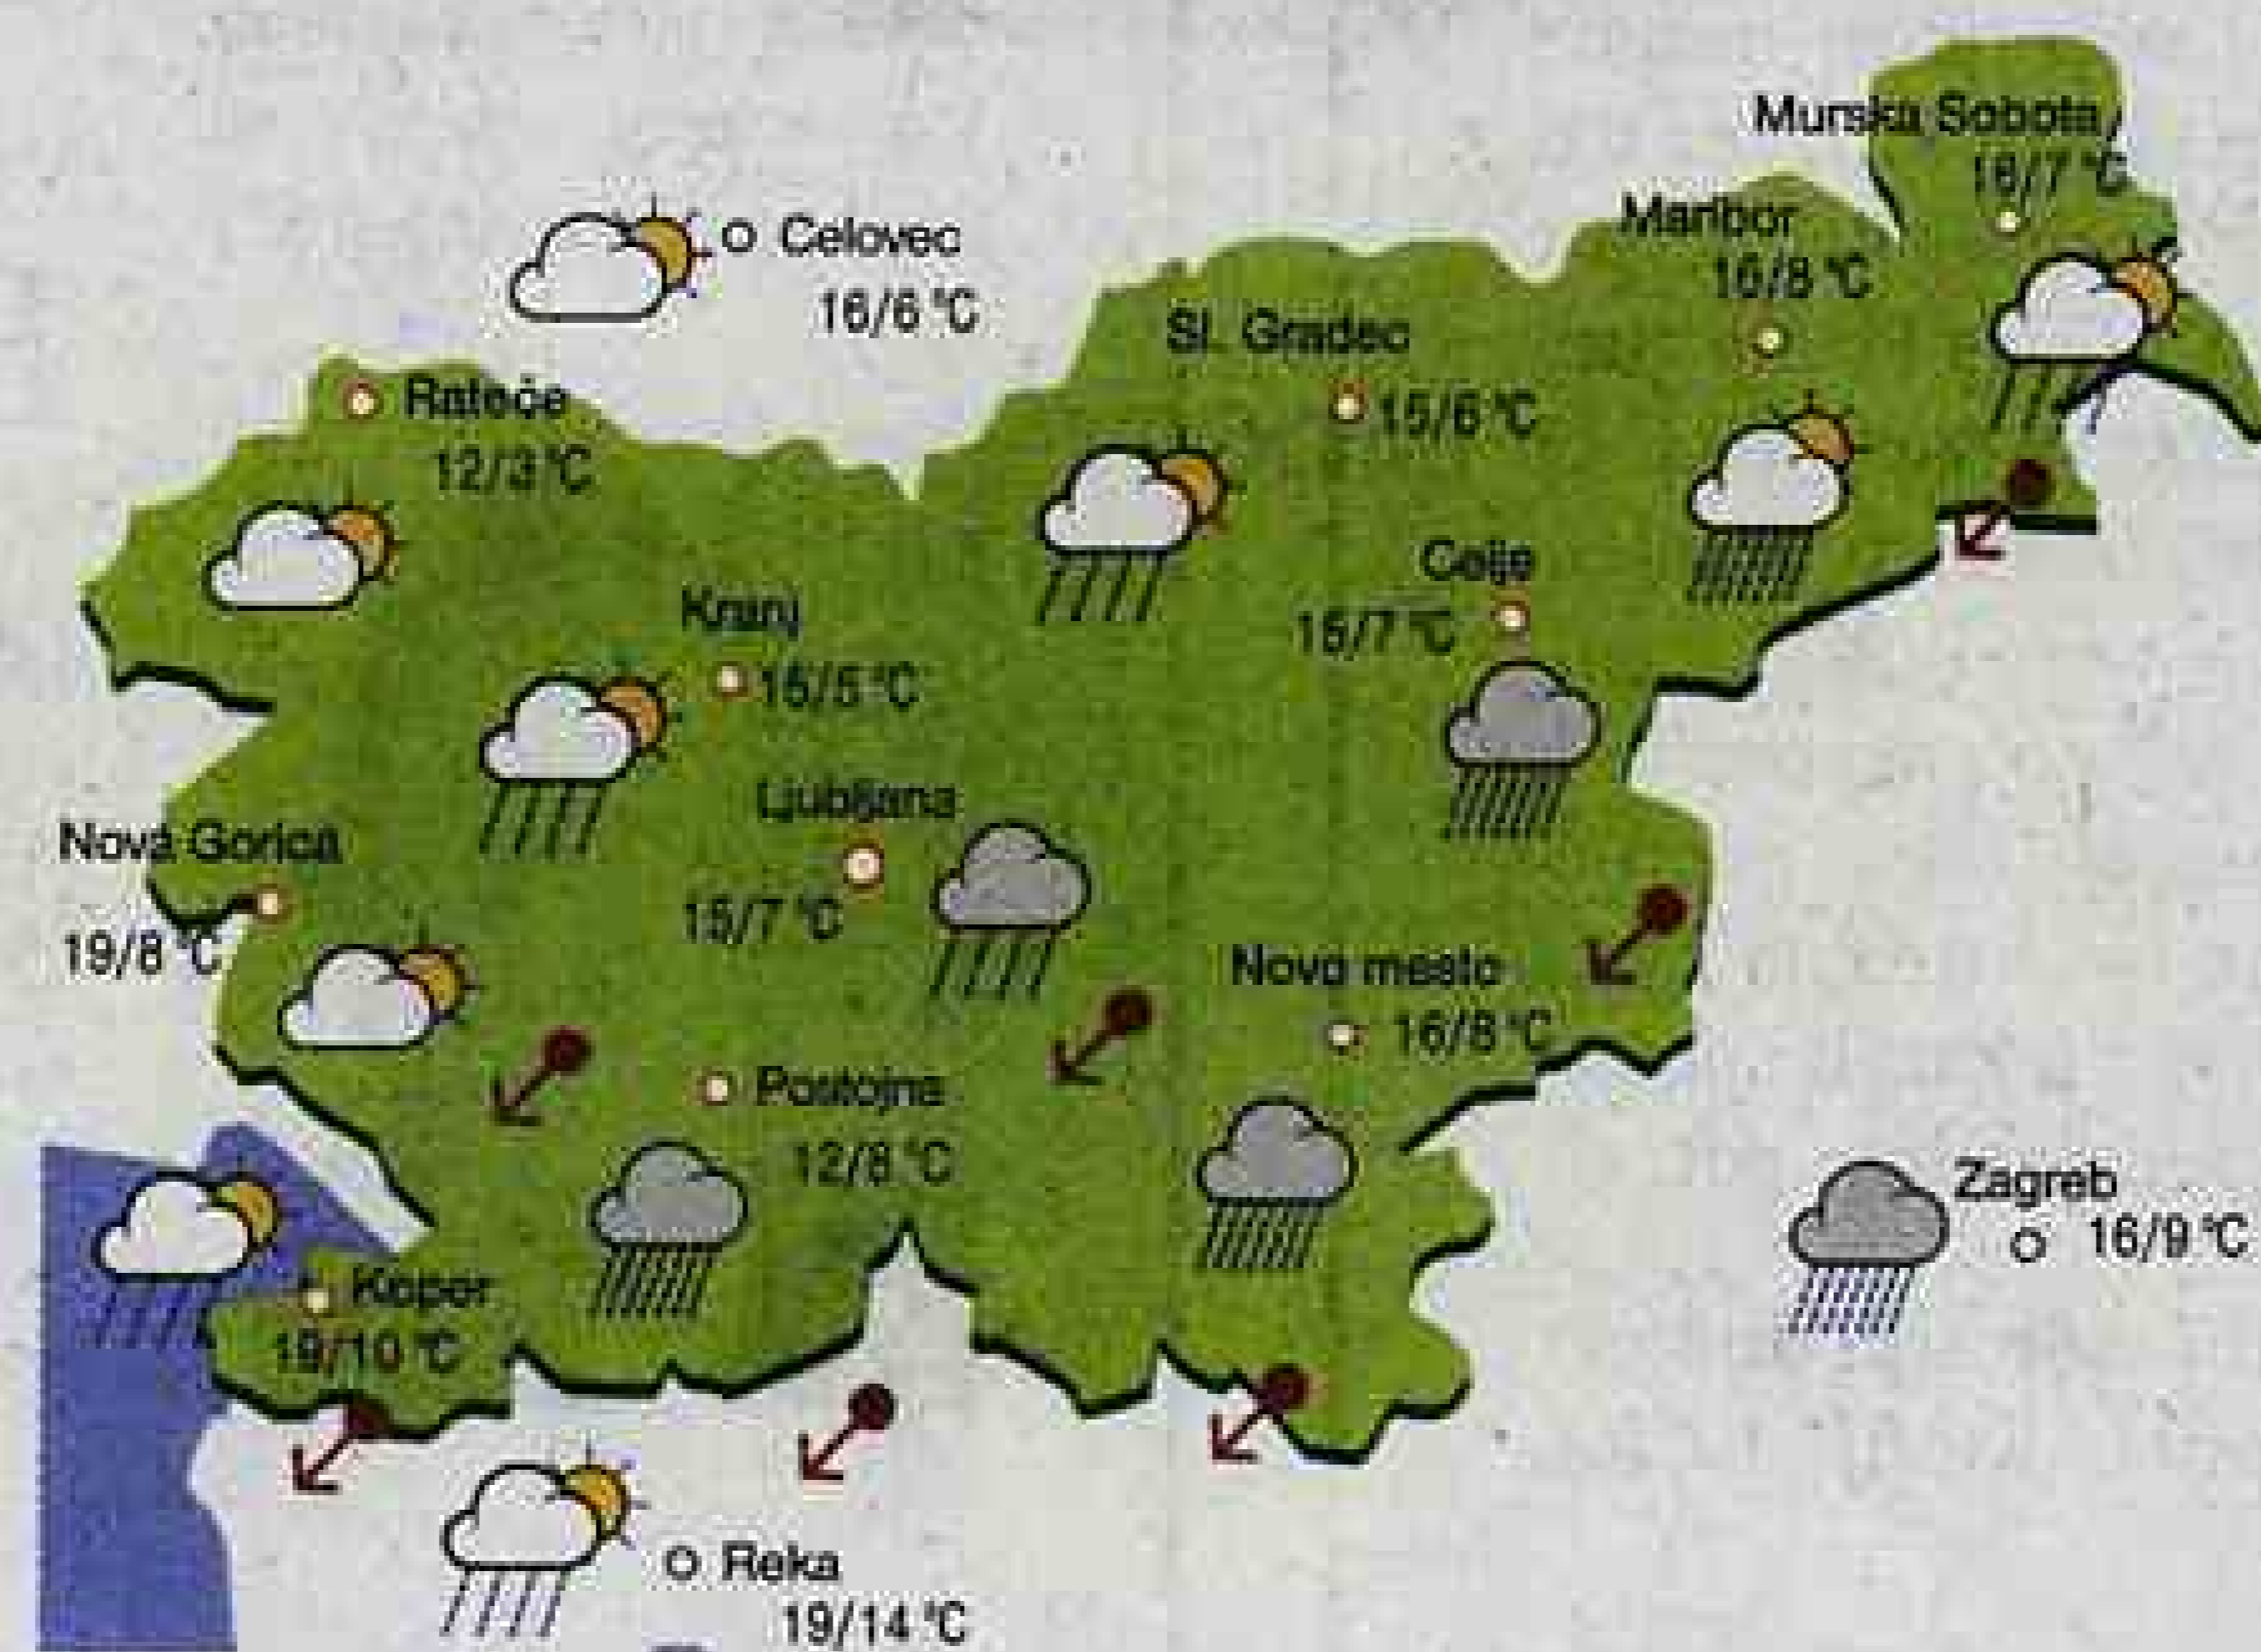 Murska Sobota
16/7 °C
Maribor
16/8 °C
Celovec
16/6 °C
Sl. Gradec
15/6 °C
Rateče
12/3 °C
Celje
15/7 °C
Kranj
15/5 °C
Ljubljana
15/7 °C
Nova Gorica
19/8 °C
Novo mesto
16/8 °C
Postojna
12/8 °C
Zagreb
16/9 °C
Koper
19/10 °C
Reka
19/14 °C